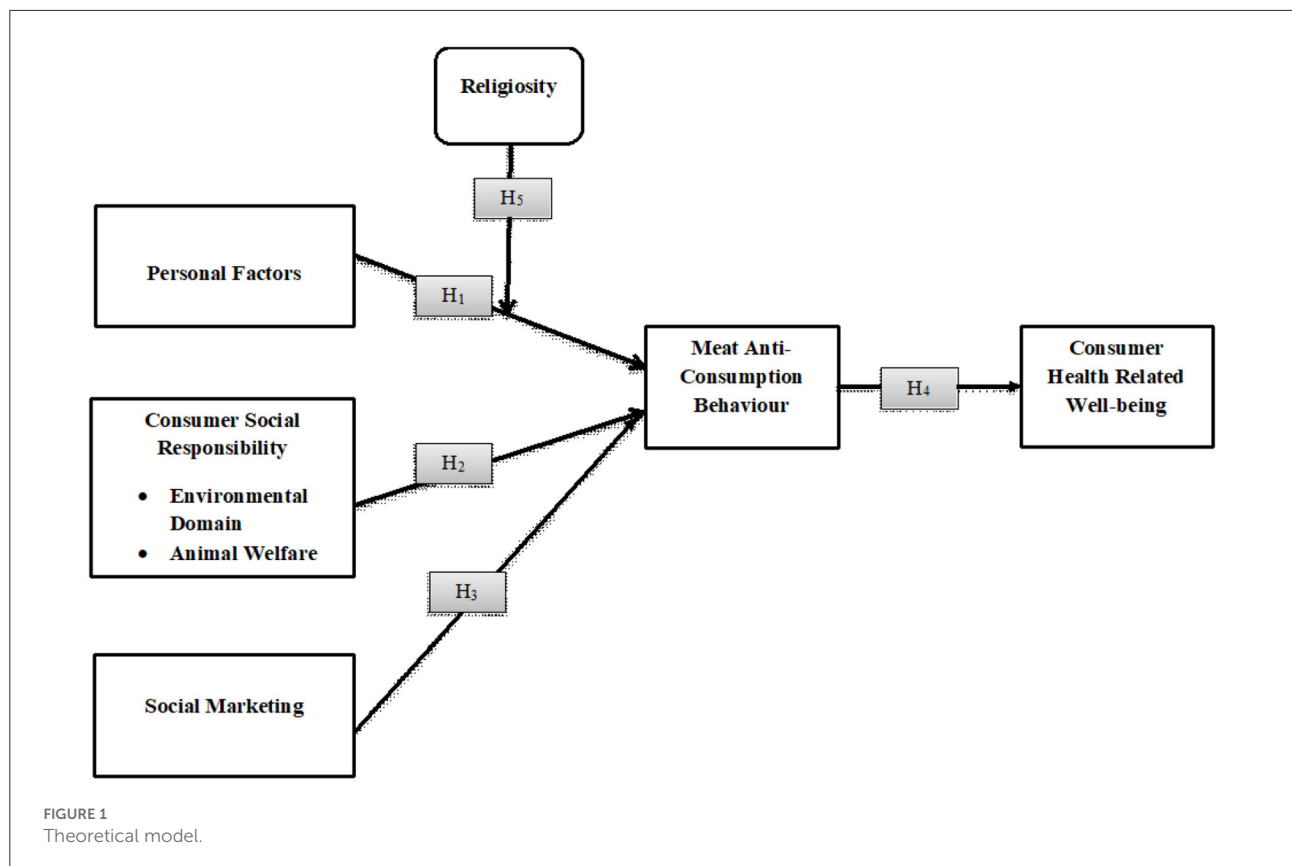 Religiosity
H₅
Personal Factors
H₁
Meat Anti-
Consumption
Behaviour
H₄
Consumer
Health Related
Well-being
Consumer Social
Responsibility
• Environmental
Domain
• Animal Welfare
H₂
H₃
Social Marketing
FIGURE 1
Theoretical model.